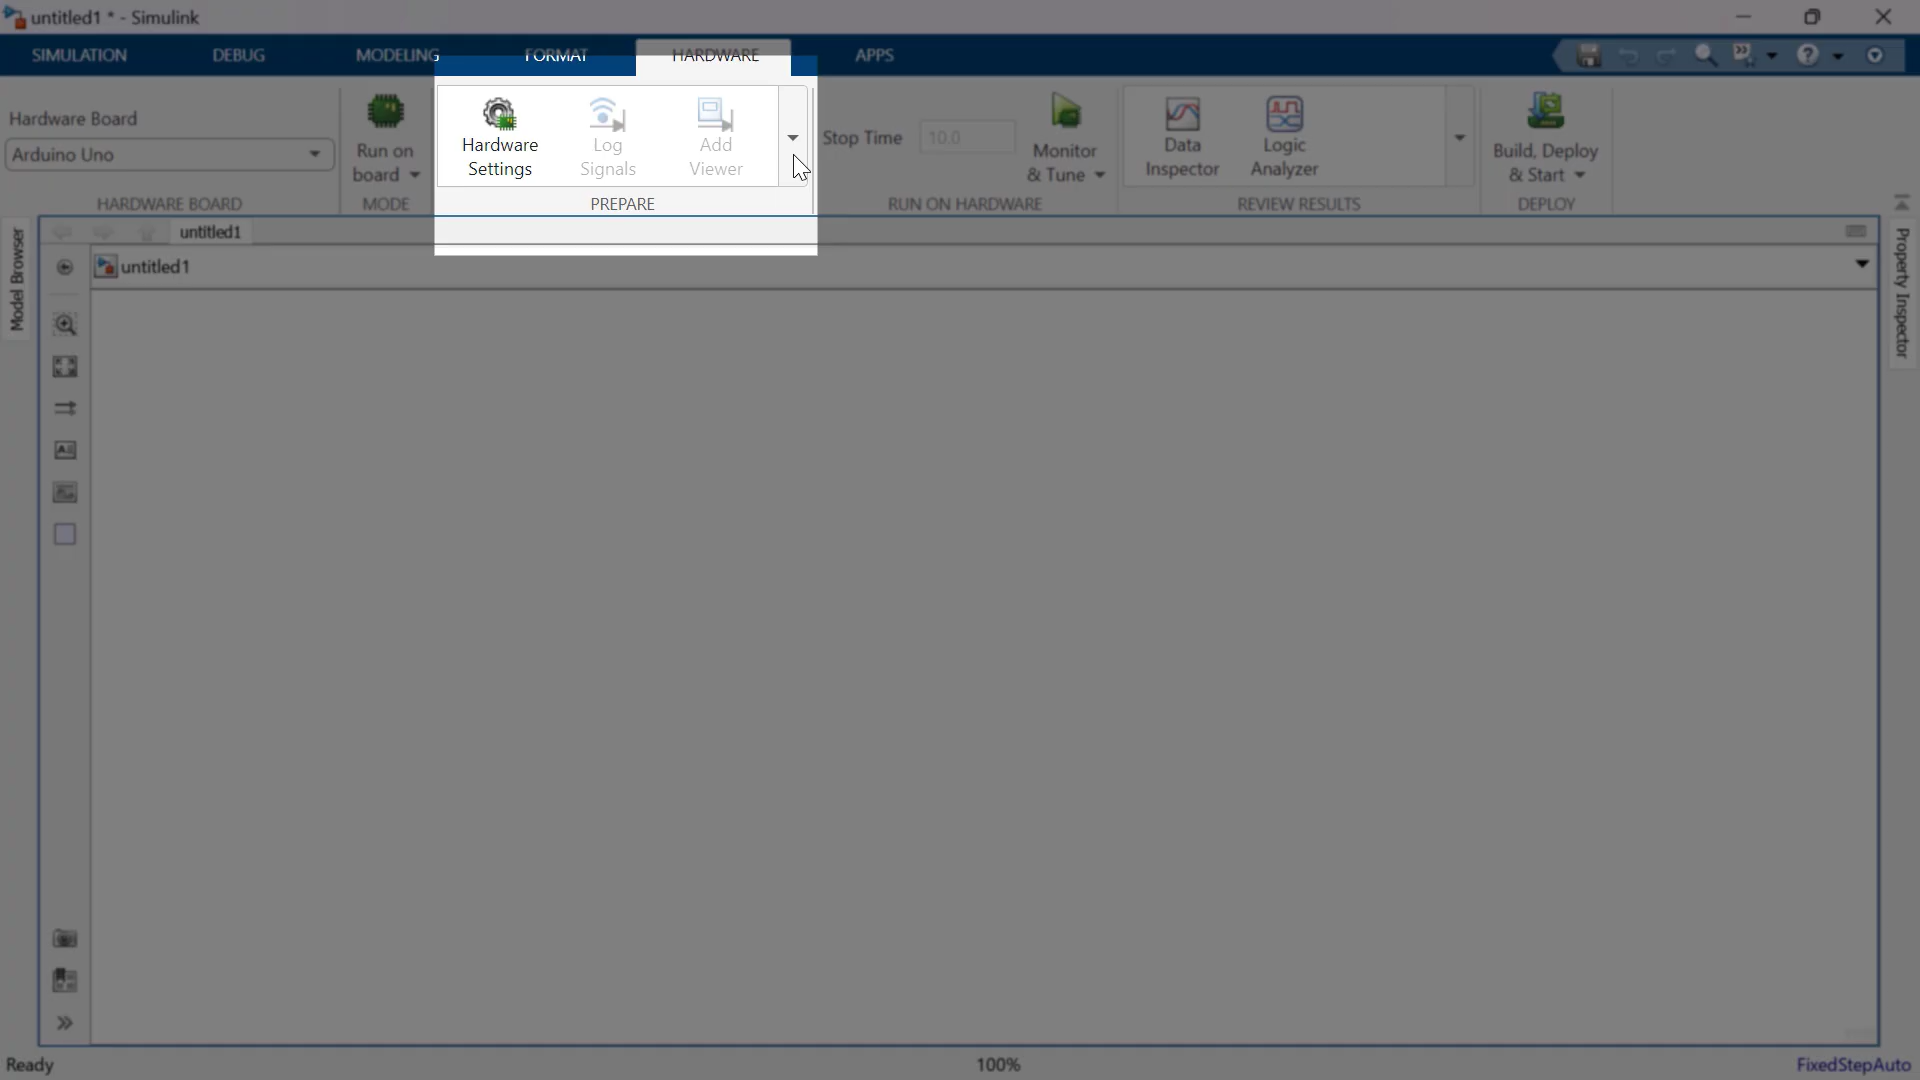 untitled1 * - Simulink
SIMULATION
DEBUG
MODELING
FORMAT
HARDWARE
APPS
Hardware Board
Arduino Uno
HARDWARE BOARD
Run on
board
MODE
Hardware
Settings
Log
Signals
Add
Viewer
PREPARE
Stop Time
10.0
Monitor
& Tune
RUN ON HARDWARE
Data
Inspector
Logic
Analyzer
REVIEW RESULTS
Build, Deploy
& Start
DEPLOY
Model Browser
untitled1
untitled1
Property Inspector
Ready
100%
FixedStepAuto